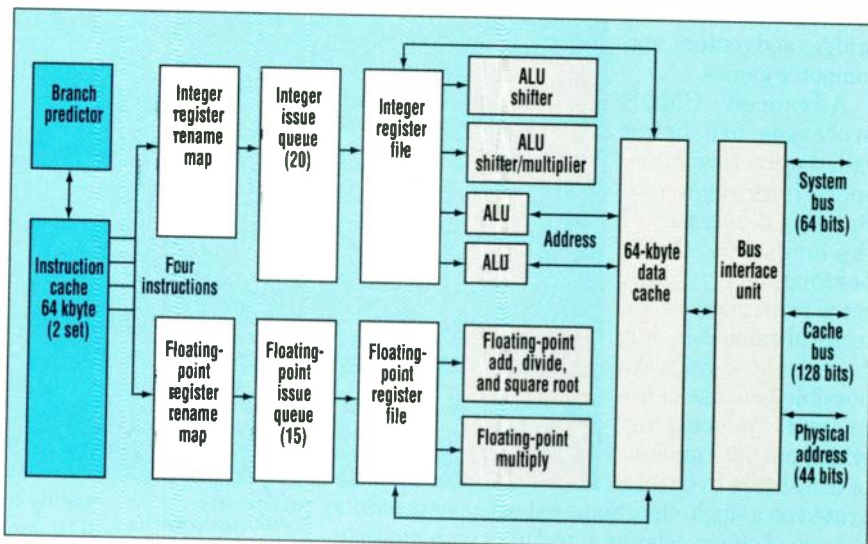 Branch
predictor
Instruction
cache
64 kbyte
(2 set)
Four
instructions
Integer
register
rename
map
Integer
issue
queue
(20)
Integer
register
file
ALU
shifter
ALU
shifter/multiplier
ALU
Address
ALU
Floating-
point
register
rename
map
Floating-
point
issue
queue
(15)
Floating-
point
register
file
Floating-point
add, divide,
and square root
Floating-point
multiply
64-kbyte
data
cache
Bus
interface
unit
System
bus
(64 bits)
Cache
bus
(128 bits)
Physical
address
(44 bits)